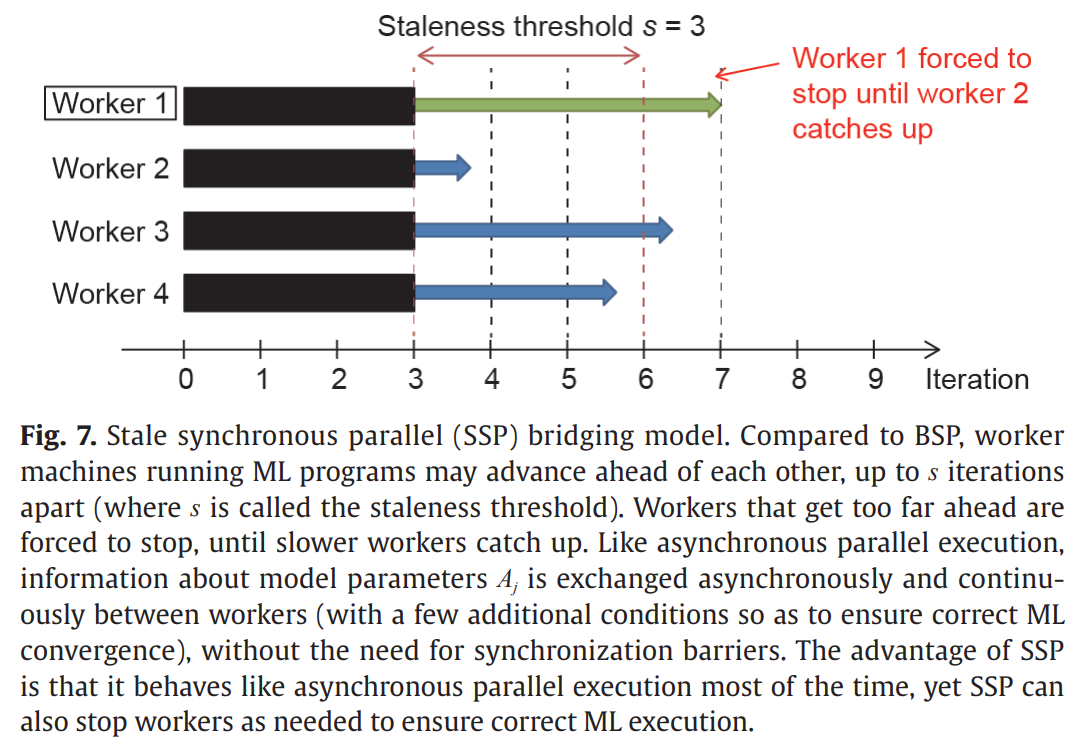 Staleness threshold s = 3
Worker 1 forced to
stop until worker 2
catches up
Worker 1
Worker 2
Worker 3
Worker 4
0 1 2 3 4 5 6 7 8 9 Iteration
Fig. 7. Stale synchronous parallel (SSP) bridging model. Compared to BSP, worker
machines running ML programs may advance ahead of each other, up to s iterations
apart (where s is called the staleness threshold). Workers that get too far ahead are
forced to stop, until slower workers catch up. Like asynchronous parallel execution,
information about model parameters Aj is exchanged asynchronously and continu-
ously between workers (with a few additional conditions so as to ensure correct ML
convergence), without the need for synchronization barriers. The advantage of SSP
is that it behaves like asynchronous parallel execution most of the time, yet SSP can
also stop workers as needed to ensure correct ML execution.